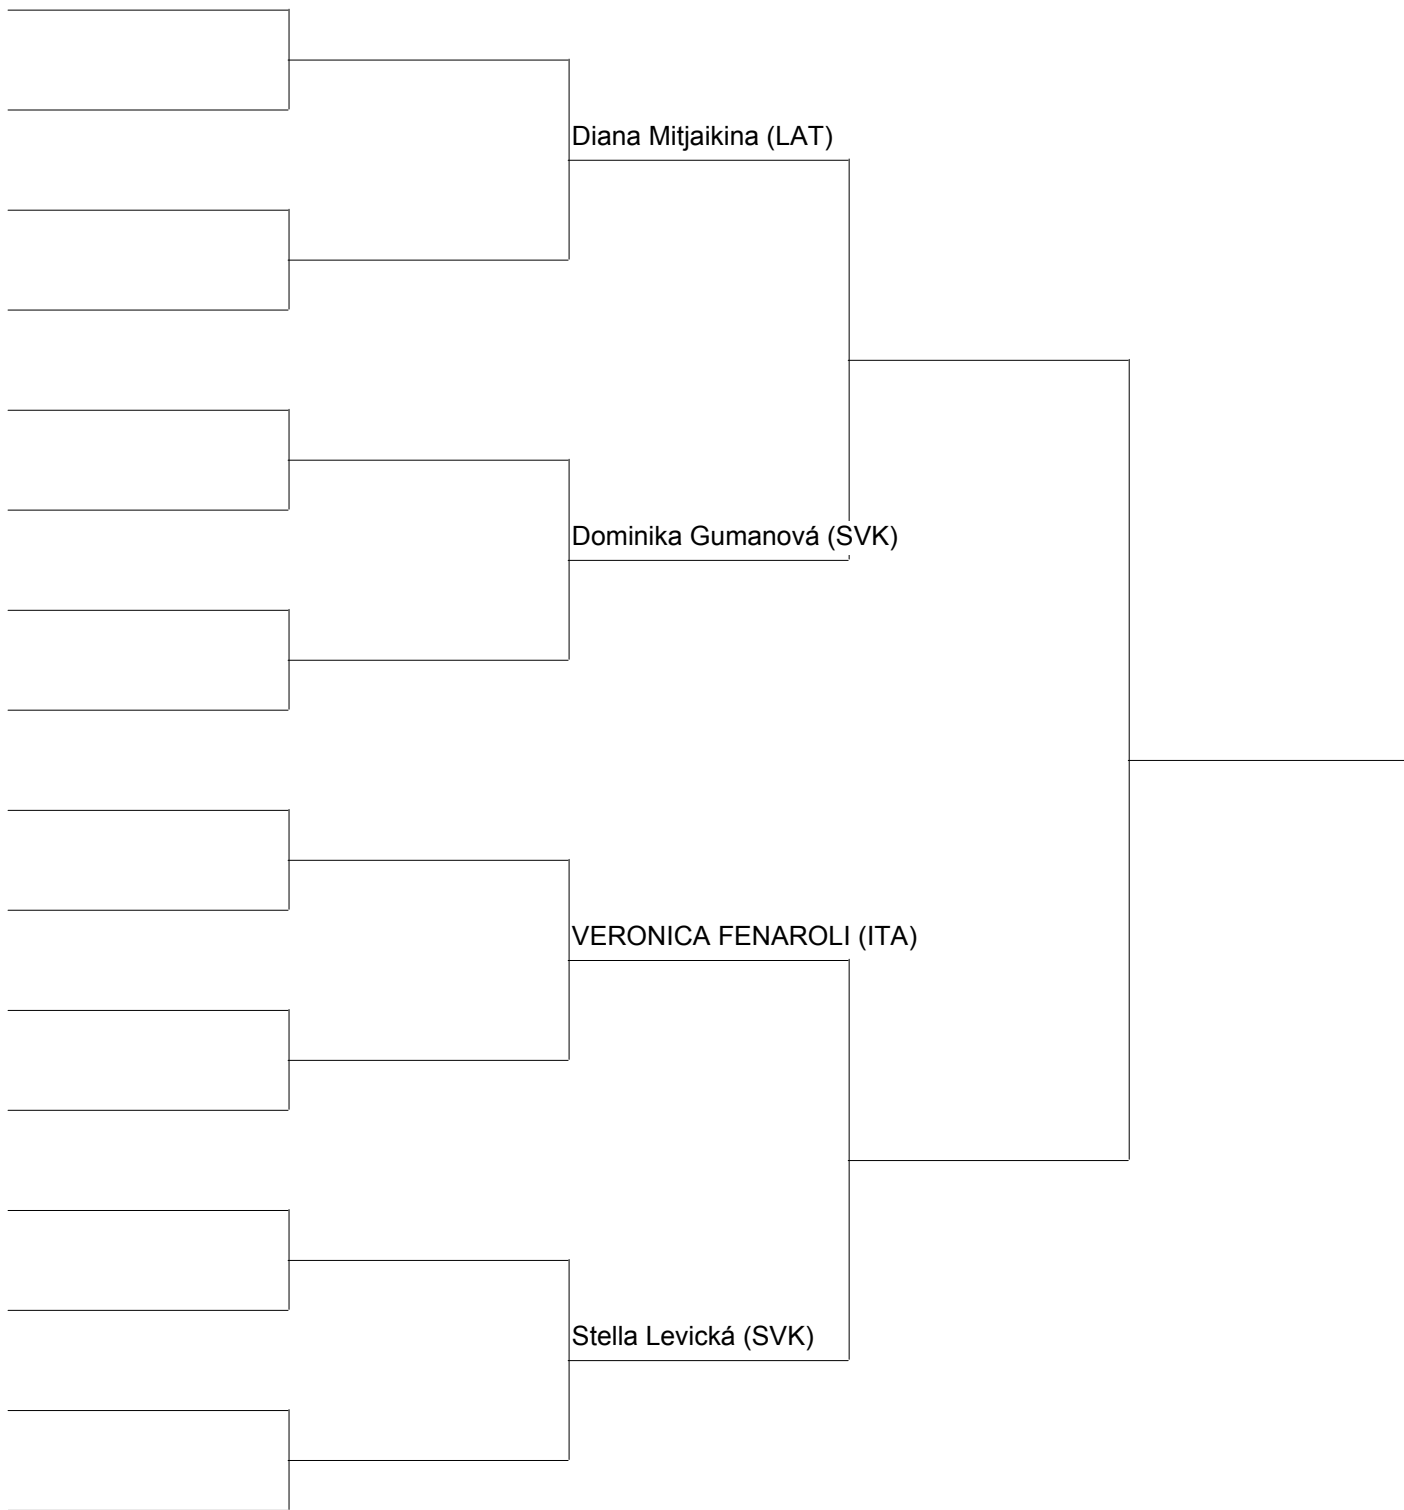 Diana Mitjaikina (LAT)
Dominika Gumanová (SVK)
VERONICA FENAROLI (ITA)
Stella Levická (SVK)